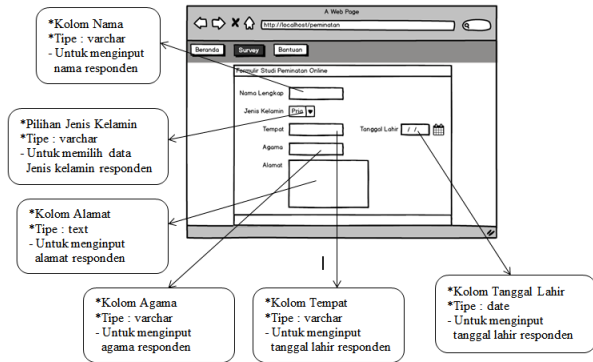 *Kolom Nama
*Tipe : varchar
- Untuk menginput
nama responden
A Web Page
http://localhost/peminatan
Beranda
Survey
Bantuan
Formulir Studi Peminatan Online
Nama Lengkap
Jenis Kelamin
Pria
Tempat
Tanggal Lahir
/ /
Agama
Alamat
*Pilihan Jenis Kelamin
*Tipe : varchar
- Untuk memilih data
Jenis kelamin responden
*Kolom Alamat
*Tipe : text
- Untuk menginput
alamat responden
*Kolom Agama
*Tipe : varchar
- Untuk menginput
agama responden
*Kolom Tempat
*Tipe : varchar
- Untuk menginput
tanggal lahir responden
*Kolom Tanggal Lahir
*Tipe : date
- Untuk menginput
tanggal lahir responden